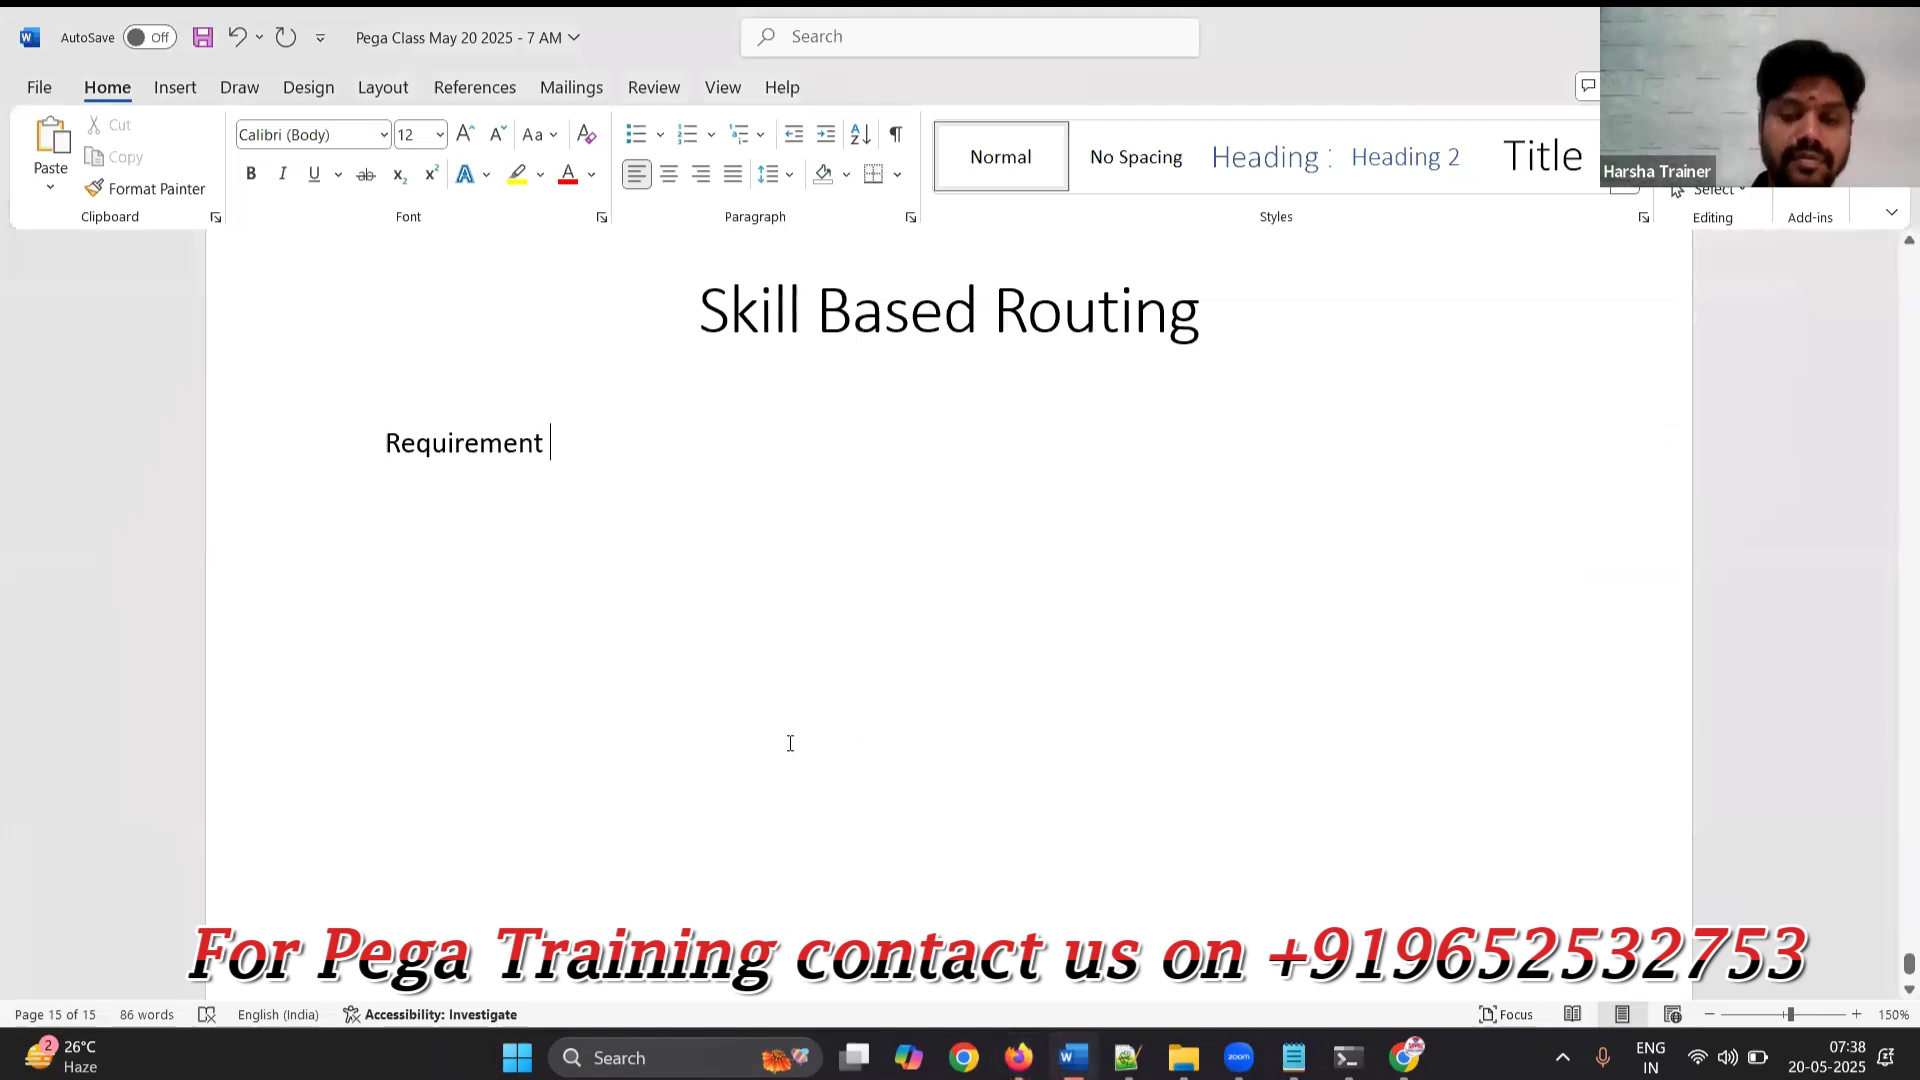 AutoSave Off Pega Class May 20 2025 - 7 AM Search
File Home Insert Draw Design Layout References Mailings Review View Help
Paste Cut Copy Format Painter
Calibri (Body) 12
Normal No Spacing Heading : Heading 2 Title
Harsha Trainer
Select
Clipboard Font Paragraph Styles Editing Add-ins
Skill Based Routing
Requirement
For Pega Training contact us on +919652532753
Page 15 of 15 86 words English (India) Accessibility: Investigate Focus 150%
2 26°C
Haze
Search
zoom
ENG
IN
07:38
20-05-2025